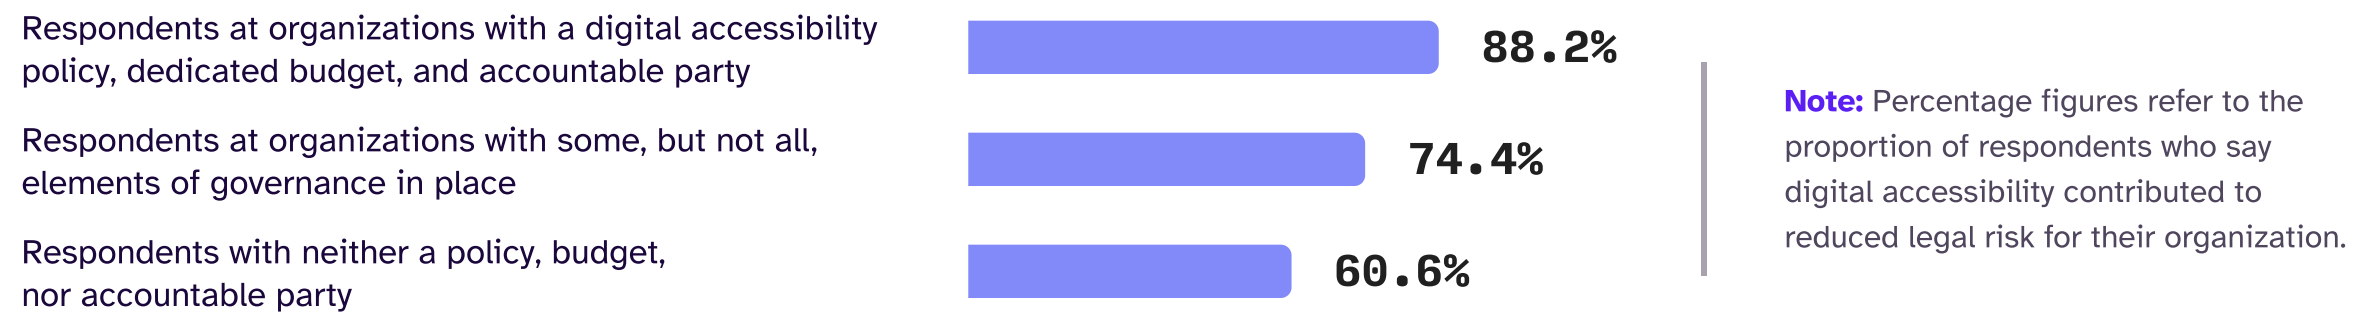 Respondents at organizations with a digital accessibility
policy, dedicated budget, and accountable party
88.2%
Respondents at organizations with some, but not all,
elements of governance in place
74.4%
Respondents with neither a policy, budget,
nor accountable party
60.6%
Note: Percentage figures refer to the
proportion of respondents who say
digital accessibility contributed to
reduced legal risk for their organization.